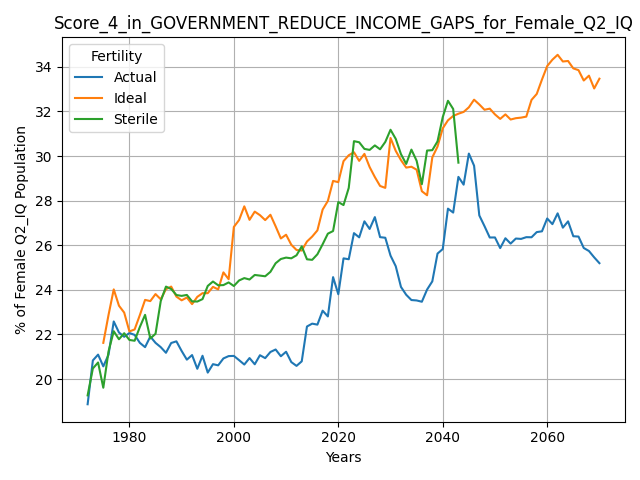 Score_4_in_GOVERNMENT_REDUCE_INCOME_GAPS_for_Female_Q2_IQ
Fertility
Actual
Ideal
Sterile
% of Female Q2_IQ Population
34
32
30
28
26
24
22
20
1980
2000
2020
2040
2060
Years